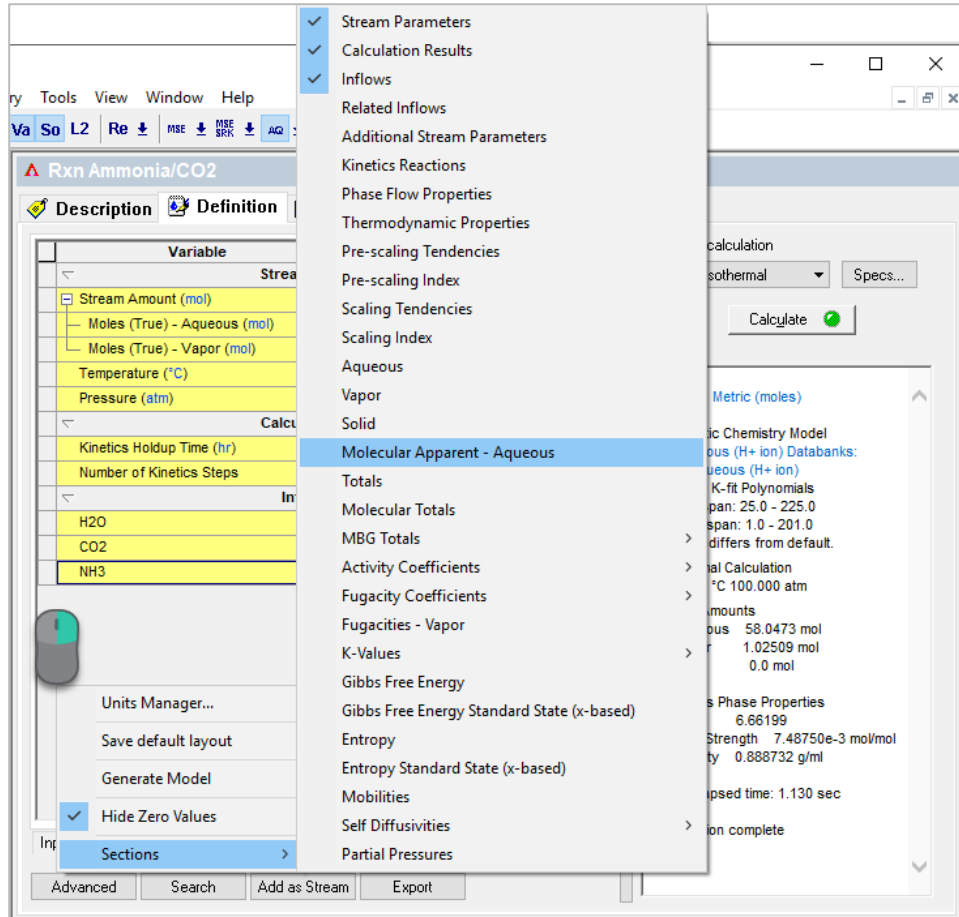 Stream Parameters
Calculation Results
Inflows
Related Inflows
Additional Stream Parameters
Kinetics Reactions
Phase Flow Properties
Thermodynamic Properties
Pre-scaling Tendencies
Pre-scaling Index
Scaling Tendencies
Scaling Index
Aqueous
Vapor
Solid
Molecular Apparent - Aqueous
Totals
Molecular Totals
MBG Totals
Activity Coefficients
Fugacity Coefficients
Fugacities - Vapor
K-Values
Gibbs Free Energy
Gibbs Free Energy Standard State (x-based)
Entropy
Entropy Standard State (x-based)
Mobilities
Self Diffusivities
Partial Pressures
ry Tools View Window Help
Va So L2 Re MSE MSE SRK AQ
Rxn Ammonia/CO2
Description Definition
Variable
Strea
Stream Amount (mol)
Moles (True) - Aqueous (mol)
Moles (True) - Vapor (mol)
Temperature (°C)
Pressure (atm)
Calcu
Kinetics Holdup Time (hr)
Number of Kinetics Steps
In
H2O
CO2
NH3
Units Manager...
Save default layout
Generate Model
Hide Zero Values
Sections
Inp
Advanced Search Add as Stream Export
calculation
sothermal Specs...
Calculate
Metric (moles)
ic Chemistry Model
ous (H+ ion) Databanks:
ueous (H+ ion)
K-fit Polynomials
pan: 25.0 - 225.0
span: 1.0 - 201.0
differs from default.
nal Calculation
°C 100.000 atm
mounts
ous 58.0473 mol
r 1.02509 mol
0.0 mol
s Phase Properties
6.66199
Strength 7.48750e-3 mol/mol
ty 0.888732 g/ml
apsed time: 1.130 sec
ion complete